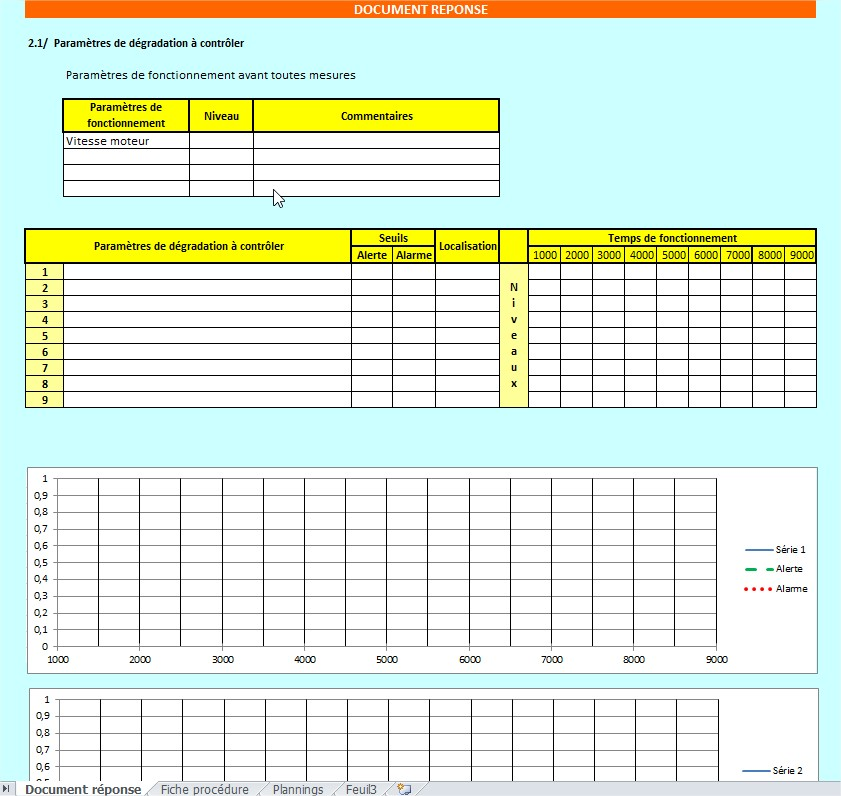 DOCUMENT REPONSE
2.1/ Paramètres de dégradation à contrôler
Paramètres de fonctionnement avant toutes mesures
Paramètres de fonctionnement
Niveau
Commentaires
Vitesse moteur
Paramètres de dégradation à contrôler
Seuils
Localisation
Temps de fonctionnement
Alerte Alarme
1000 2000 3000 4000 5000 6000 7000 8000 9000
1
2
3
4
5
6
7
8
9
N
i
v
e
a
u
x
1
0,9
0,8
0,7
0,6
0,5
0,4
0,3
0,2
0,1
0
1000 2000 3000 4000 5000 6000 7000 8000 9000
Série 1
Alerte
Alarme
1
0,9
0,8
0,7
0,6
Série 2
Document réponse Fiche procédure Plannings Feuil3